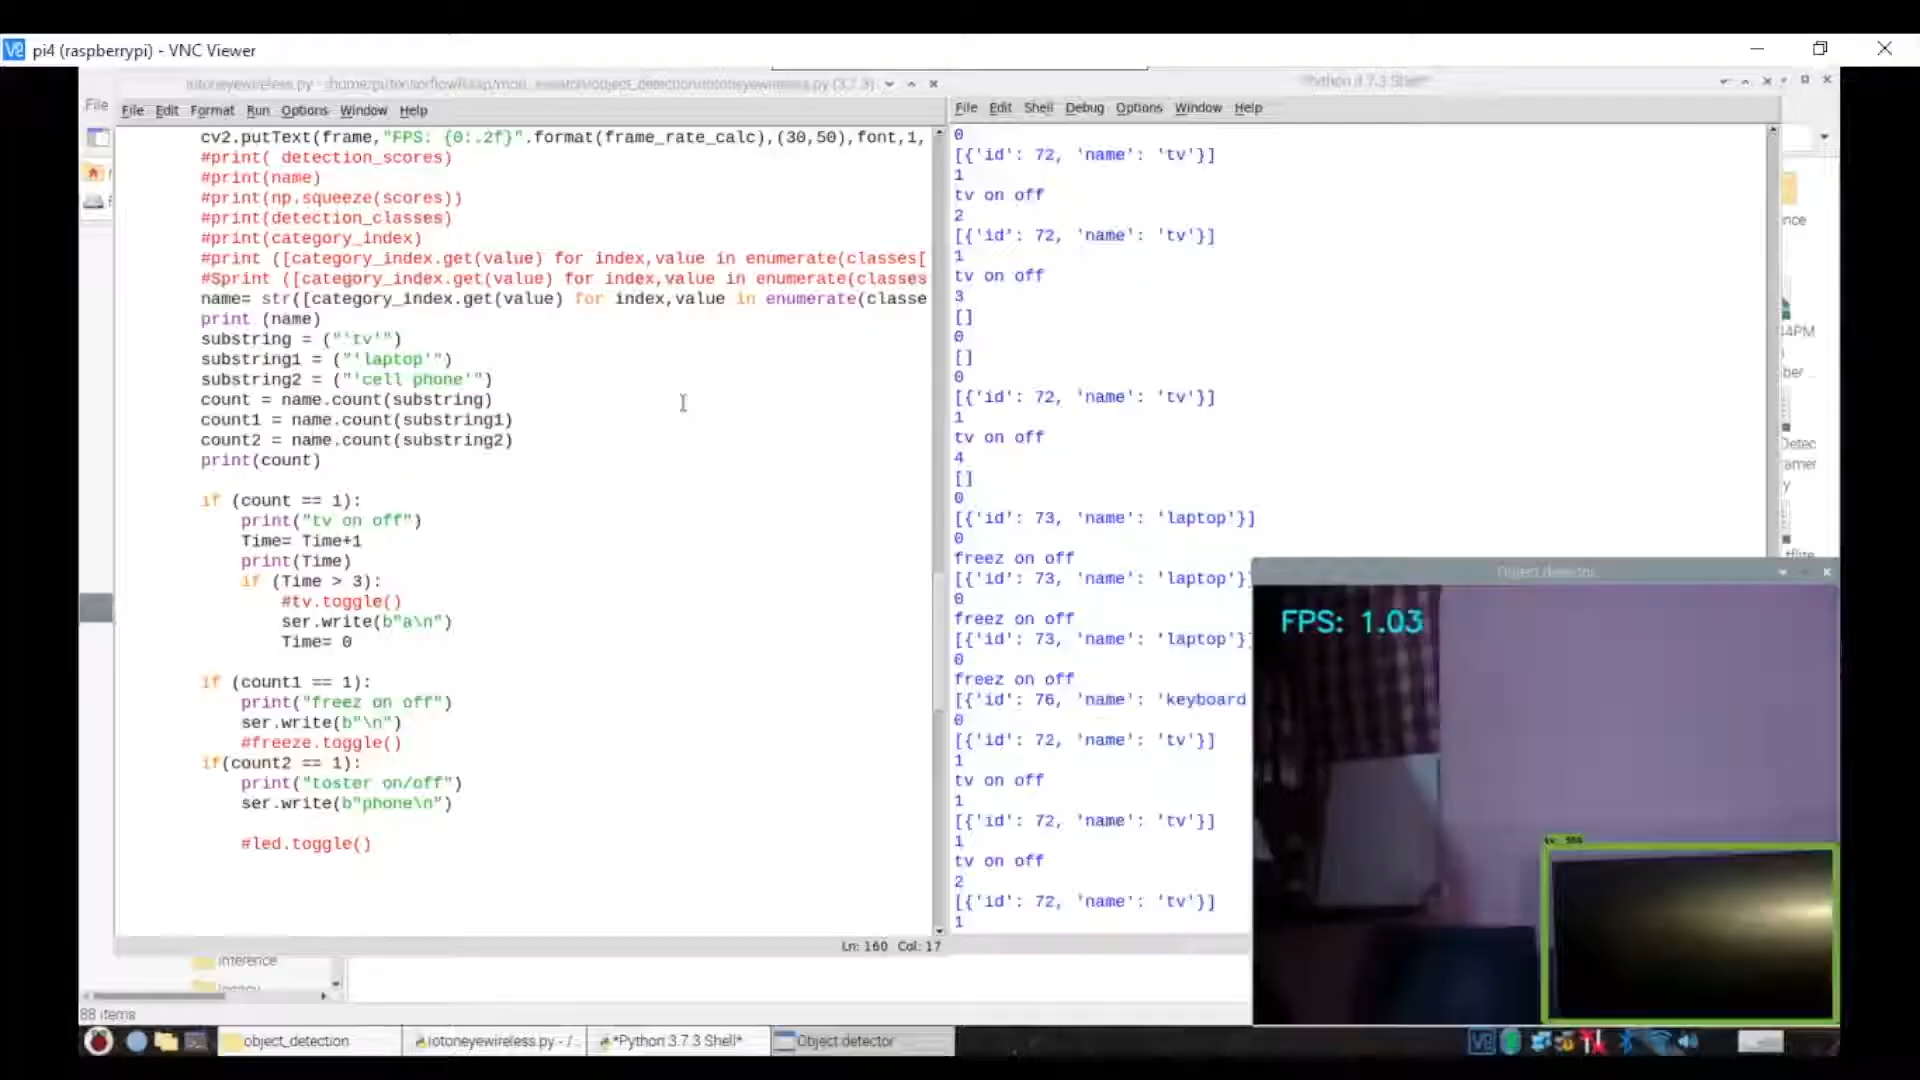 pi4 (raspberrypi) - VNC Viewer
File
File Edit Format Run Options Window Help
cv2.putText(frame,"FPS: {0:.2f}".format(frame_rate_calc),(30,50),font,1,
#print( detection_scores)
#print(name)
#print(np.squeeze(scores))
#print(detection_classes)
#print(category_index)
#print ([category_index.get(value) for index,value in enumerate(classes[
#Sprint ([category_index.get(value) for index,value in enumerate(classes
name= str([category_index.get(value) for index,value in enumerate(classe
print (name)
substring = ("'tv'")
substring1 = ("'laptop'")
substring2 = ("'cell phone'")
count = name.count(substring)
count1 = name.count(substring1)
count2 = name.count(substring2)
print(count)
if (count == 1):
print("tv on off")
Time= Time+1
print(Time)
if (Time > 3):
#tv.toggle()
ser.write(b"a\n")
Time= 0
if (count1 == 1):
print("freez on off")
ser.write(b"\n")
#freeze.toggle()
if(count2 == 1):
print("toster on/off")
ser.write(b"phone\n")
#led.toggle()
Ln: 160 Col: 17
*Python 3.7.3 Shell*
File Edit Shell Debug Options Window Help
0
[{'id': 72, 'name': 'tv'}]
1
tv on off
2
[{'id': 72, 'name': 'tv'}]
1
tv on off
3
[]
0
[]
0
[{'id': 72, 'name': 'tv'}]
1
tv on off
4
[]
0
[{'id': 73, 'name': 'laptop'}]
0
freez on off
[{'id': 73, 'name': 'laptop'}]
0
freez on off
[{'id': 73, 'name': 'laptop'}]
0
freez on off
[{'id': 76, 'name': 'keyboard
0
[{'id': 72, 'name': 'tv'}]
1
tv on off
1
[{'id': 72, 'name': 'tv'}]
1
tv on off
2
[{'id': 72, 'name': 'tv'}]
1
Object detector
FPS: 1.03
tv:
inference
88 items
object_detection
iotoneyewireless.py - /
*Python 3.7.3 Shell*
Object detector